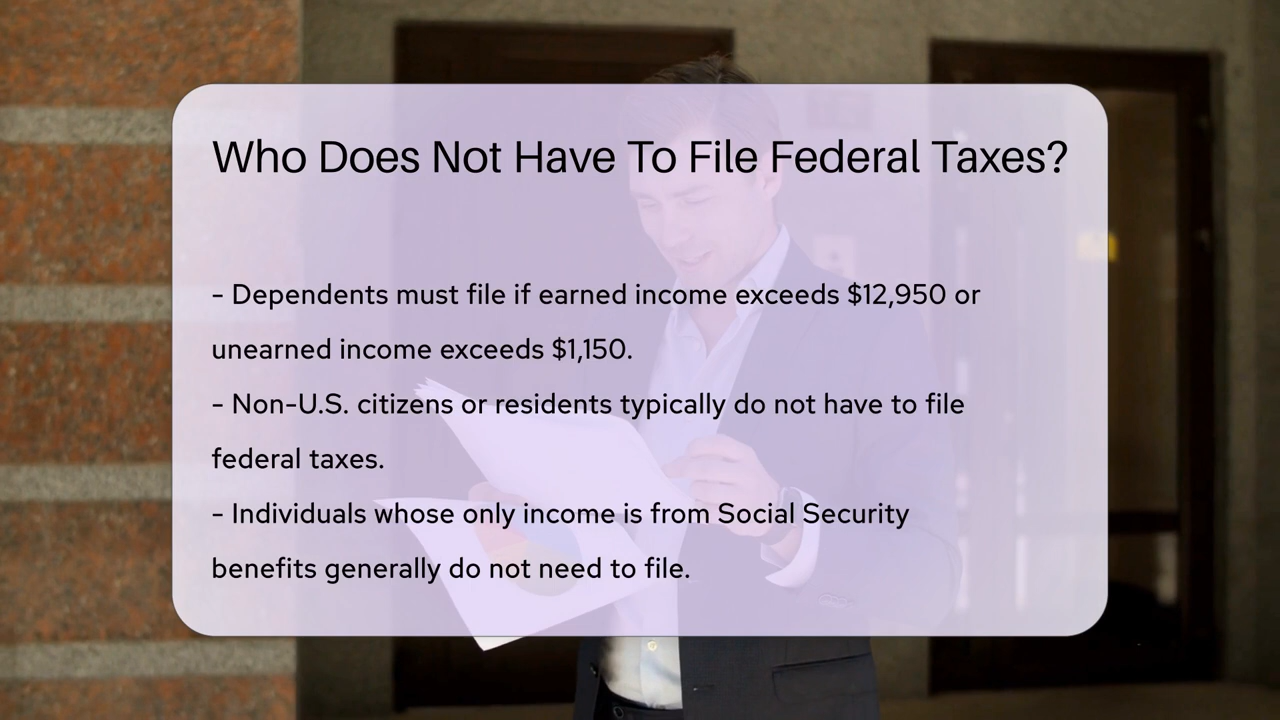 Who Does Not Have To File Federal Taxes?
- Dependents must file if earned income exceeds $12,950 or
unearned income exceeds $1,150.
- Non-U.S. citizens or residents typically do not have to file
federal taxes.
- Individuals whose only income is from Social Security
benefits generally do not need to file.